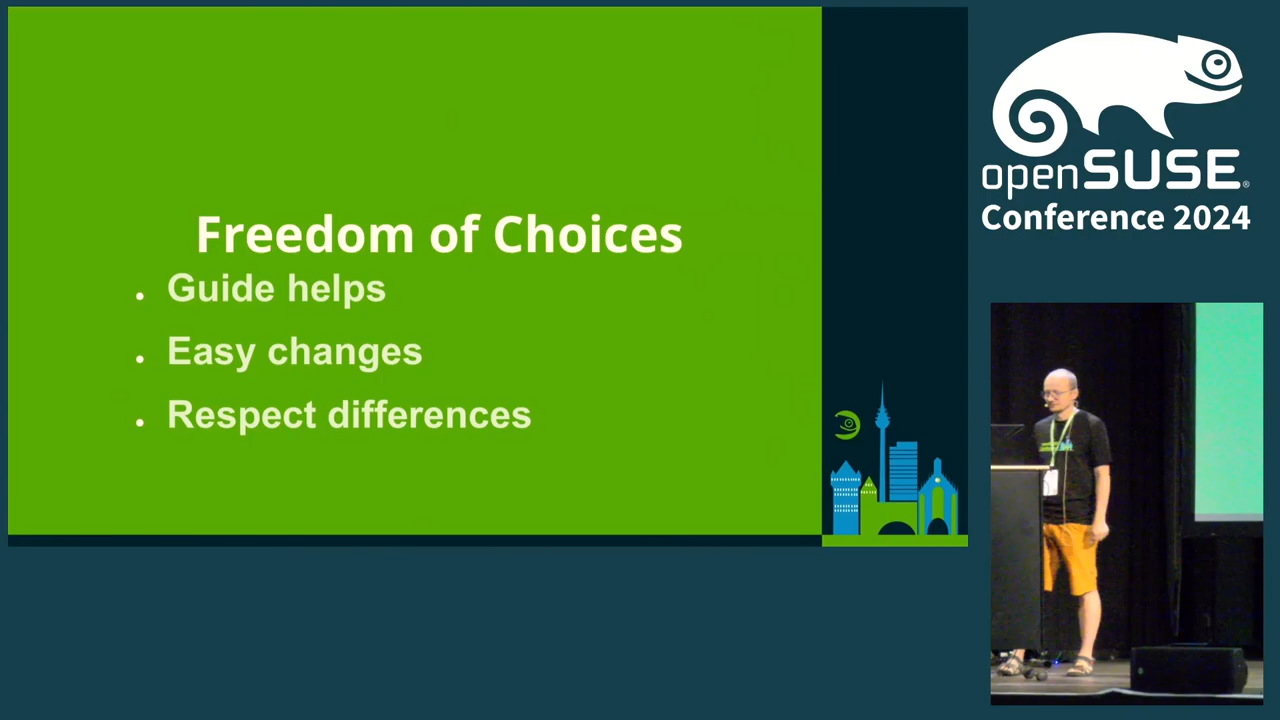 Freedom of Choices
Guide helps
Easy changes
Respect differences
openSUSE
Conference 2024